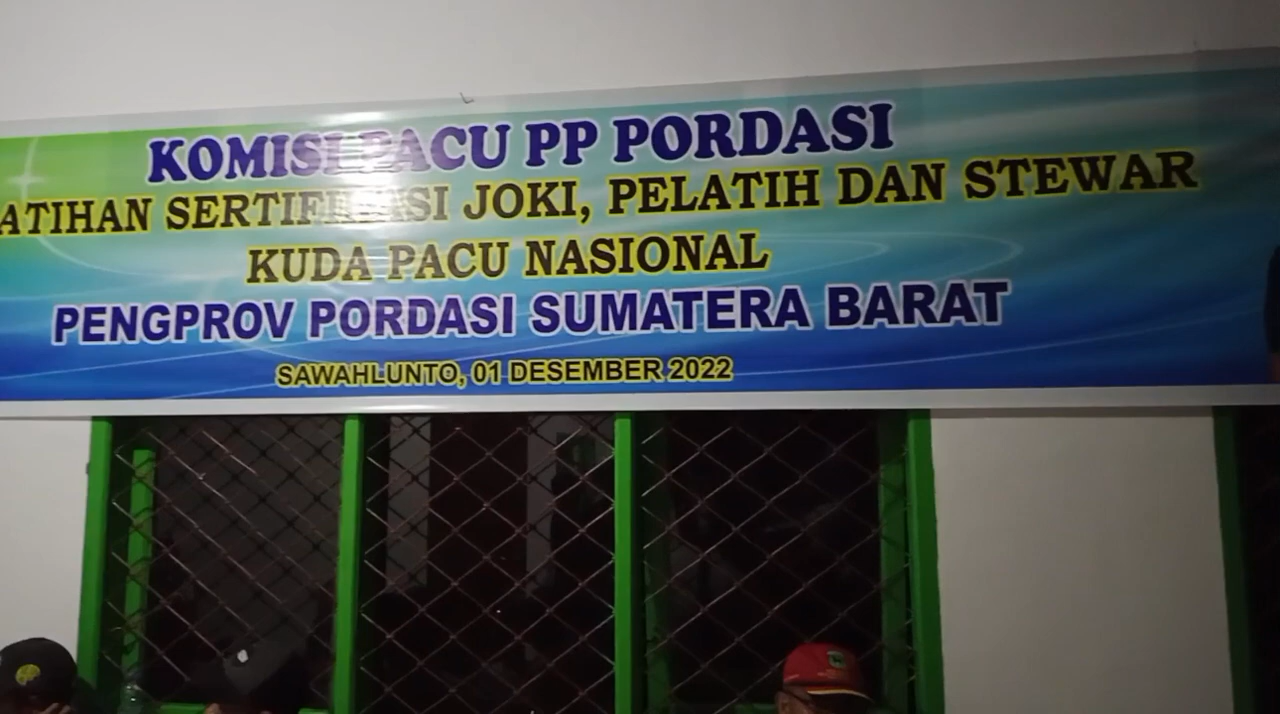 KOMISI PACU PP PORDASI
ATIHAN SERTIFIKASI JOKI, PELATIH DAN STEWAR
KUDA PACU NASIONAL
PENGPROV PORDASI SUMATERA BARAT
SAWAHLUNTO, 01 DESEMBER 2022